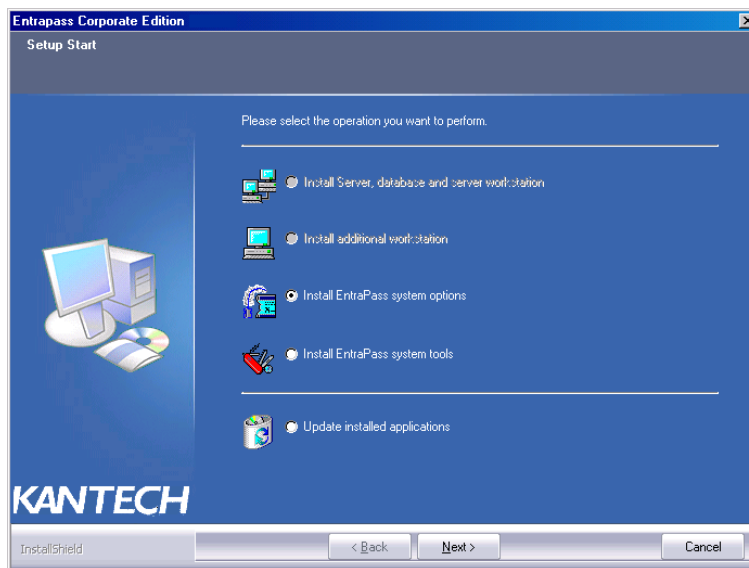 Entrapass Corporate Edition
Setup Start
Please select the operation you want to perform.
Install Server, database and server workstation
Install additional workstation
Install EntraPass system options
Install EntraPass system tools
Update installed applications
KANTECH
InstallShield
< Back
Next >
Cancel